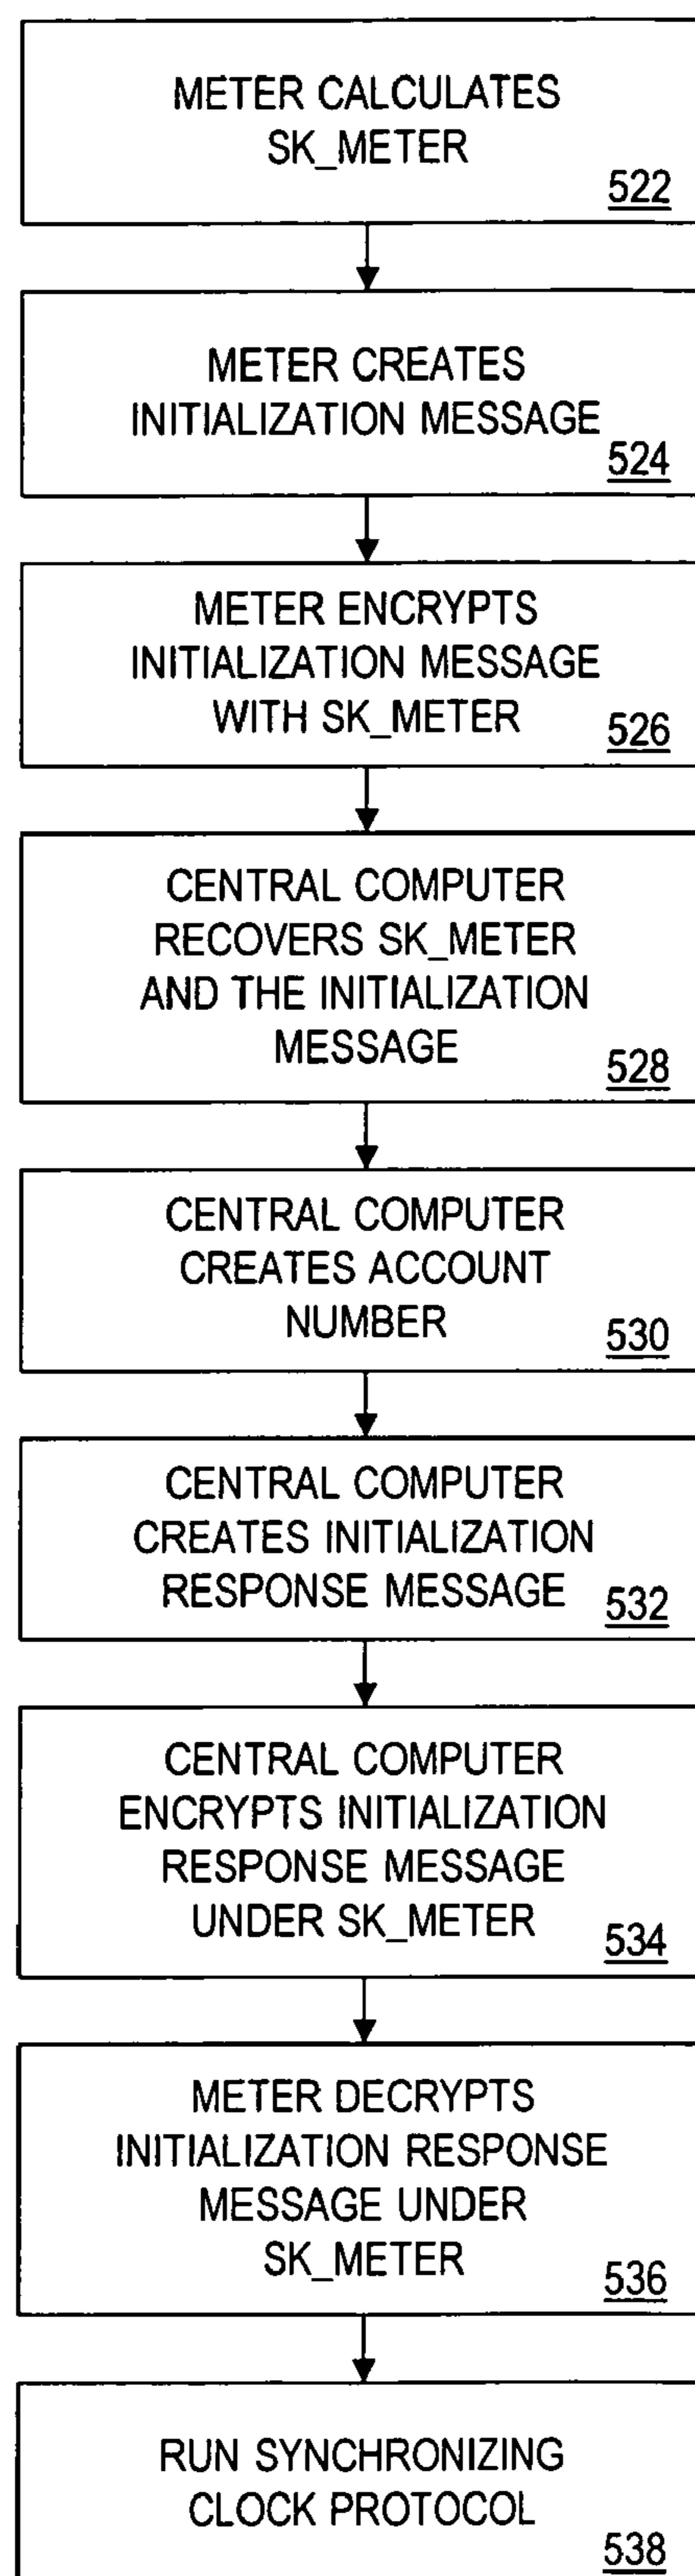 METER CALCULATES
SK_METER
522
METER CREATES
INITIALIZATION MESSAGE
524
METER ENCRYPTS
INITIALIZATION MESSAGE
WITH SK_METER
526
CENTRAL COMPUTER
RECOVERS SK_METER
AND THE INITIALIZATION
MESSAGE
528
CENTRAL COMPUTER
CREATES ACCOUNT
NUMBER
530
CENTRAL COMPUTER
CREATES INITIALIZATION
RESPONSE MESSAGE
532
CENTRAL COMPUTER
ENCRYPTS INITIALIZATION
RESPONSE MESSAGE
UNDER SK_METER
534
METER DECRYPTS
INITIALIZATION RESPONSE
MESSAGE UNDER
SK_METER
536
RUN SYNCHRONIZING
CLOCK PROTOCOL
538